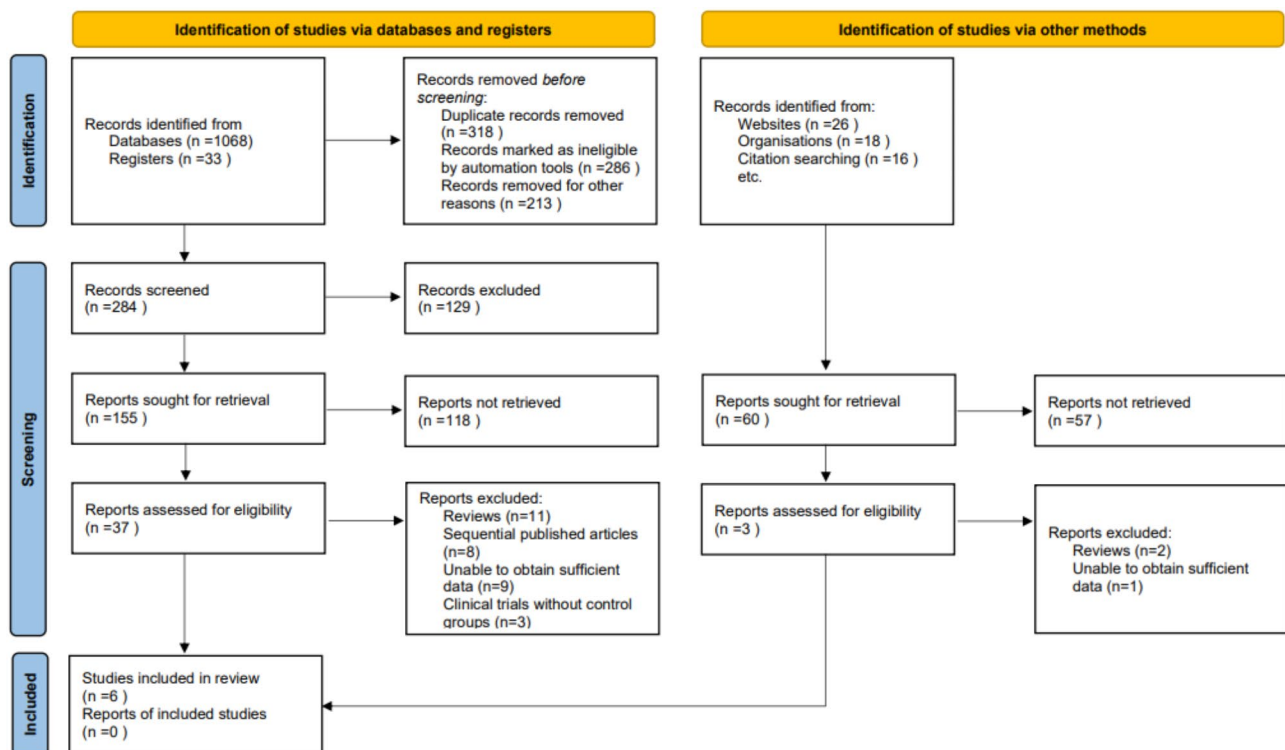 Identification of studies via databases and registers
Identification of studies via other methods
Identification
Records identified from
Databases (n =1068)
Registers (n =33 )
Records removed before
screening:
Duplicate records removed
(n =318 )
Records marked as ineligible
by automation tools (n =286 )
Records removed for other
reasons (n =213 )
Records identified from:
Websites (n =26 )
Organisations (n =18 )
Citation searching (n =16 )
etc.
Screening
Records screened
(n =284 )
Records excluded
(n =129 )
Reports sought for retrieval
(n =155 )
Reports not retrieved
(n =118 )
Reports sought for retrieval
(n =60 )
Reports not retrieved
(n =57 )
Reports assessed for eligibility
(n =37 )
Reports excluded:
Reviews (n=11)
Sequential published articles
(n=8)
Unable to obtain sufficient
data (n=9)
Clinical trials without control
groups (n=3)
Reports assessed for eligibility
(n =3 )
Reports excluded:
Reviews (n=2)
Unable to obtain sufficient
data (n=1)
Included
Studies included in review
(n =6 )
Reports of included studies
(n =0 )